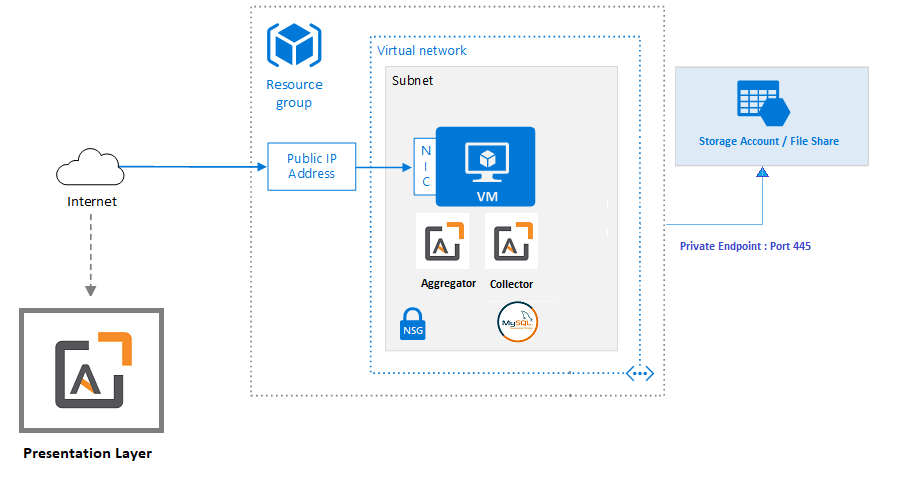 Resource
group
Virtual network
Subnet
Storage Account / File Share
Public IP
Address
N
I
C
VM
Internet
Private Endpoint : Port 445
Aggregator
Collector
NSG
MySQL
Presentation Layer